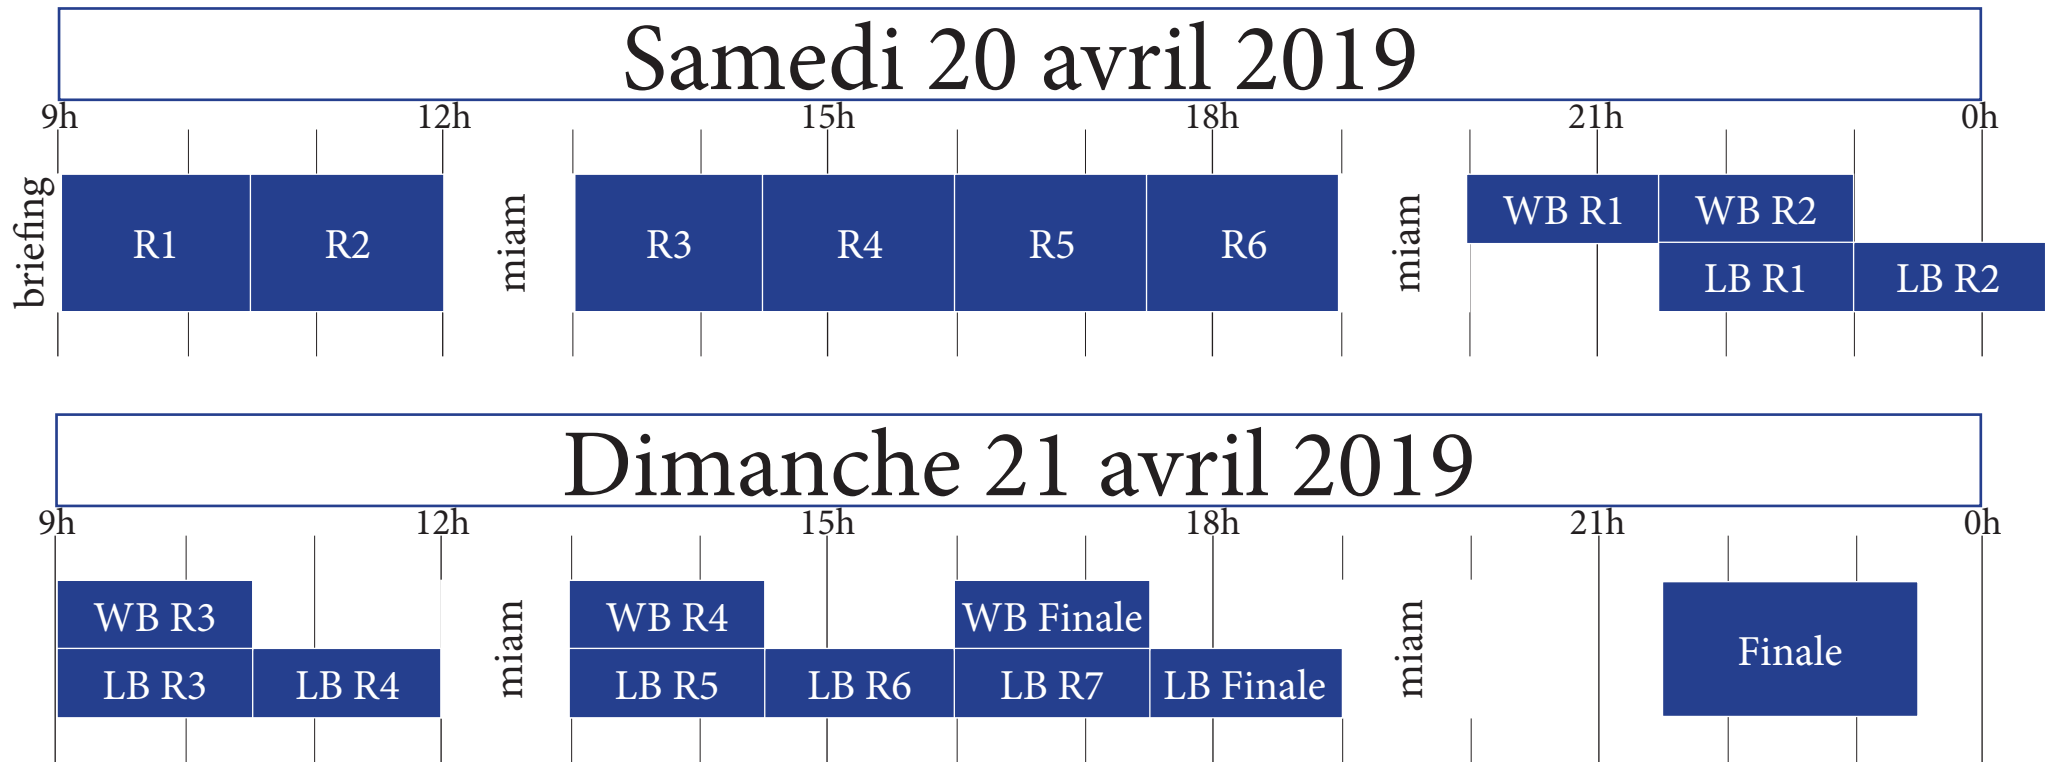 Samedi 20 avril 2019
9h 12h 15h 18h 21h 0h
briefing
R1 R2
miam
R3 R4 R5 R6
miam
WB R1 WB R2
LB R1 LB R2
Dimanche 21 avril 2019
9h 12h 15h 18h 21h 0h
WB R3
LB R3 LB R4
miam
WB R4 WB Finale
LB R5 LB R6 LB R7 LB Finale
miam
Finale